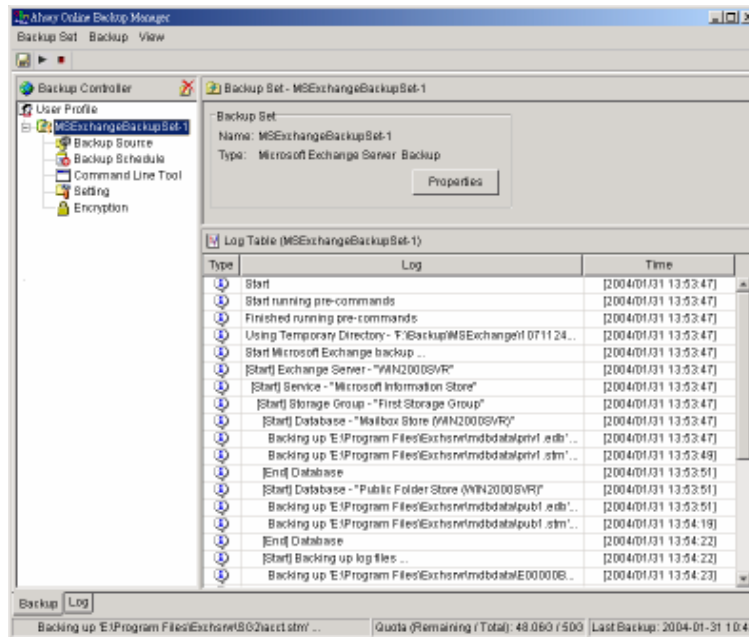 Ahsay Online Backup Manager
Backup Set Backup View
Backup Controller
User Profile
MSExchangeBackupSet-1
Backup Source
Backup Schedule
Command Line Tool
Setting
Encryption
Backup Set - MSExchangeBackupSet-1
Backup Set
Name: MSExchangeBackupSet-1
Type: Microsoft Exchange Server Backup
Properties
Log Table (MSExchangeBackupSet-1)
Type Log Time
Start [2004/01/31 13:53:47]
Start running pre-commands [2004/01/31 13:53:47]
Finished running pre-commands [2004/01/31 13:53:47]
Using Temporary Directory - 'F:\Backup\MSExchange\1071124... [2004/01/31 13:53:47]
Start Microsoft Exchange backup ... [2004/01/31 13:53:47]
[Start] Exchange Server - "WIN2000SVR" [2004/01/31 13:53:47]
[Start] Service - "Microsoft Information Store" [2004/01/31 13:53:47]
[Start] Storage Group - "First Storage Group" [2004/01/31 13:53:47]
[Start] Database - "Mailbox Store (WIN2000SVR)" [2004/01/31 13:53:47]
Backing up 'E:\Program Files\Exchsrvr\mdbdata\priv1.edb'... [2004/01/31 13:53:47]
Backing up 'E:\Program Files\Exchsrvr\mdbdata\priv1.stm'... [2004/01/31 13:53:49]
[End] Database [2004/01/31 13:53:51]
[Start] Database - "Public Folder Store (WIN2000SVR)" [2004/01/31 13:53:51]
Backing up 'E:\Program Files\Exchsrvr\mdbdata\pub1.edb'... [2004/01/31 13:53:51]
Backing up 'E:\Program Files\Exchsrvr\mdbdata\pub1.stm'... [2004/01/31 13:54:19]
[End] Database [2004/01/31 13:54:22]
[Start] Backing up log files ... [2004/01/31 13:54:22]
Backing up 'E:\Program Files\Exchsrvr\mdbdata\E00000B... [2004/01/31 13:54:23]
Backup Log
Backing up 'E:\Program Files\Exchsrvr\SG2\acct.stm' ... Quota (Remaining / Total): 48.06G / 50G Last Backup: 2004-01-31 10:4